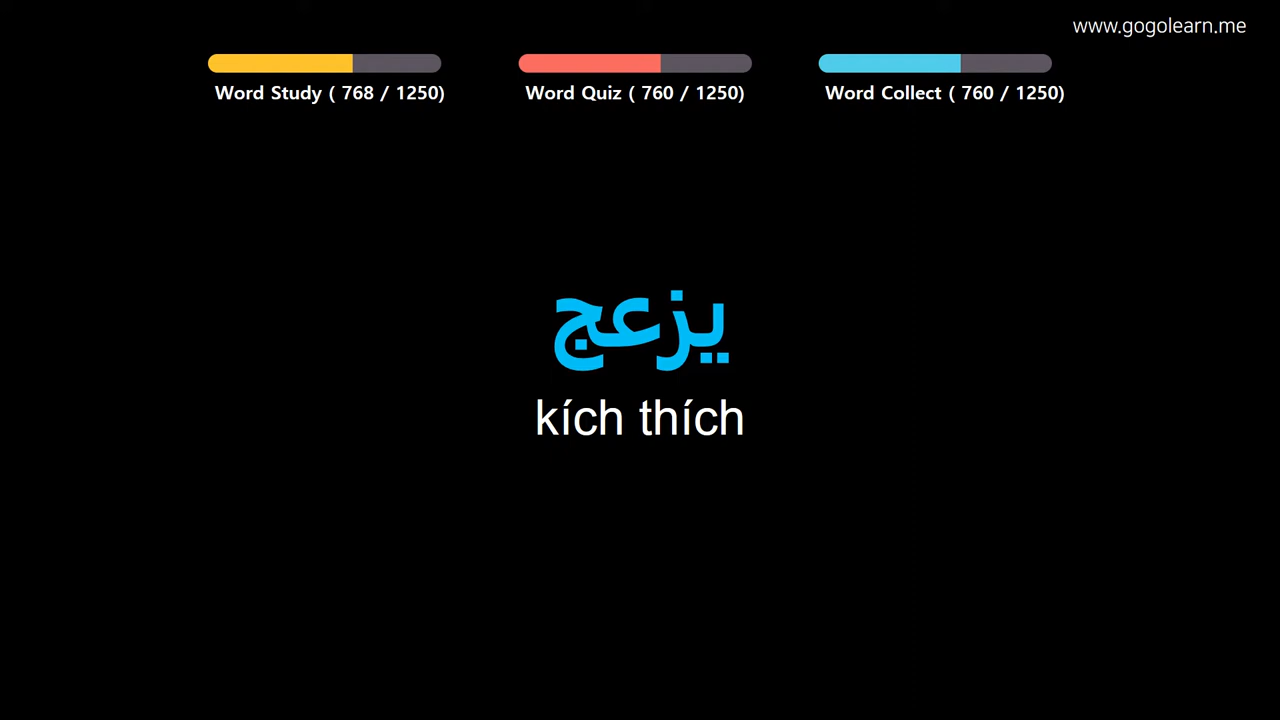 www.gogolearn.me
Word Study ( 768 / 1250)
Word Quiz ( 760 / 1250)
Word Collect ( 760 / 1250)
يزعج
kích thích